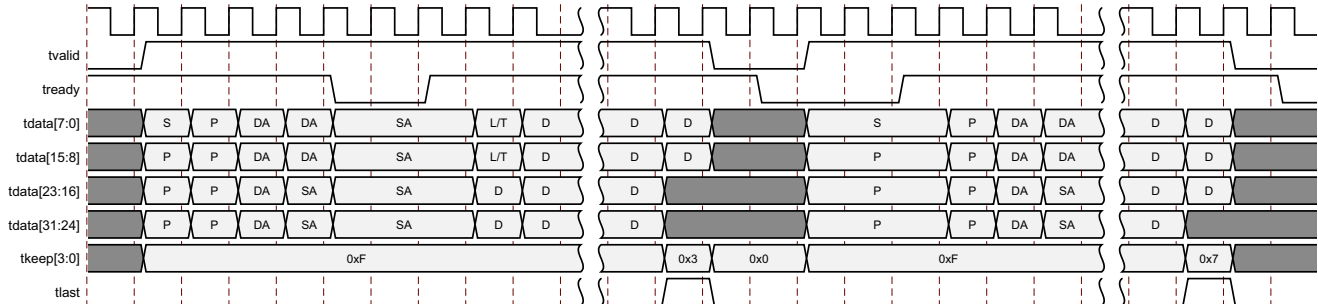 tvalid
tready
tdata[7:0] S P DA DA SA L/T D D D S P DA DA D D
tdata[15:8] P P DA DA SA L/T D D D P P DA DA D D
tdata[23:16] P P DA SA SA D D D P P DA SA D D
tdata[31:24] P P DA SA SA D D D P P DA SA D
tkeep[3:0] 0xF 0x3 0x0 0xF 0x7
tlast